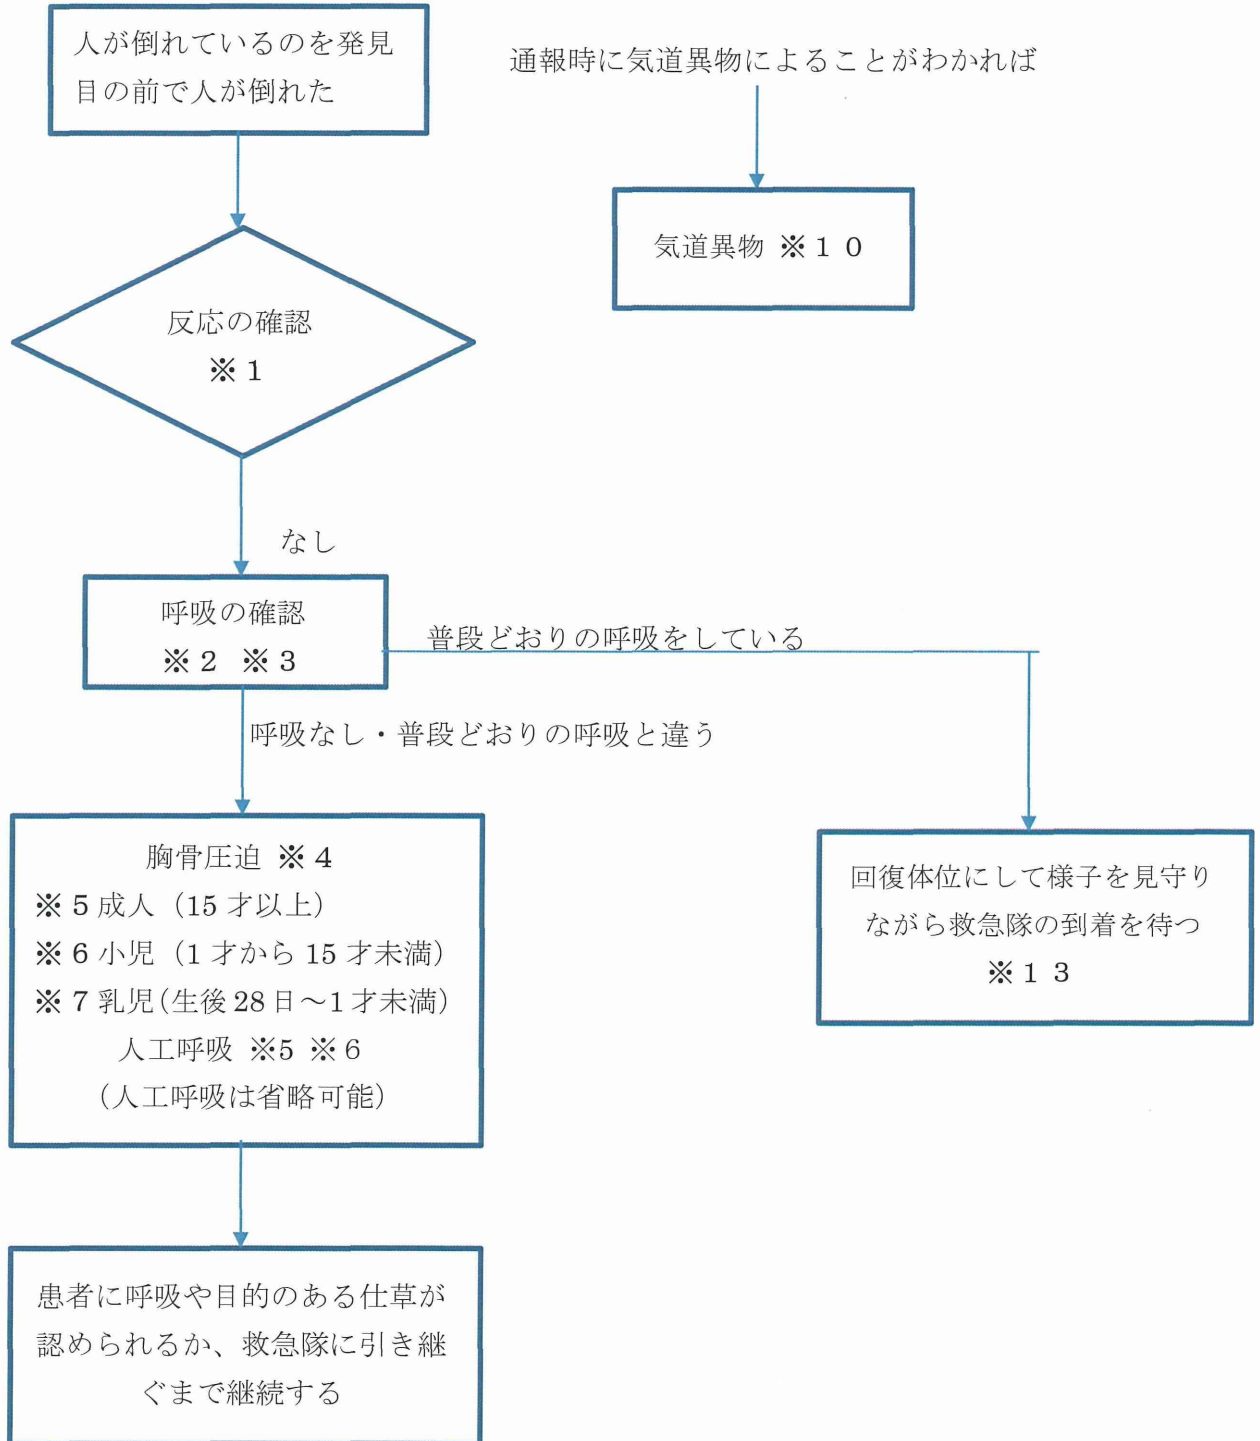 人が倒れているのを発見
目の前で人が倒れた
通報時に気道異物によることがわかれば
気道異物 ※10
反応の確認
※1
なし
呼吸の確認
※2 ※3
普段どおりの呼吸をしている
呼吸なし・普段どおりの呼吸と違う
胸骨圧迫 ※4
※5成人（15才以上）
※6小児（1才から15才未満）
※7乳児（生後28日～1才未満）
人工呼吸 ※5 ※6
（人工呼吸は省略可能）
回復体位にして様子を見守り
ながら救急隊の到着を待つ
※13
患者に呼吸や目的のある仕草が
認められるか、救急隊に引き継
ぐまで継続する